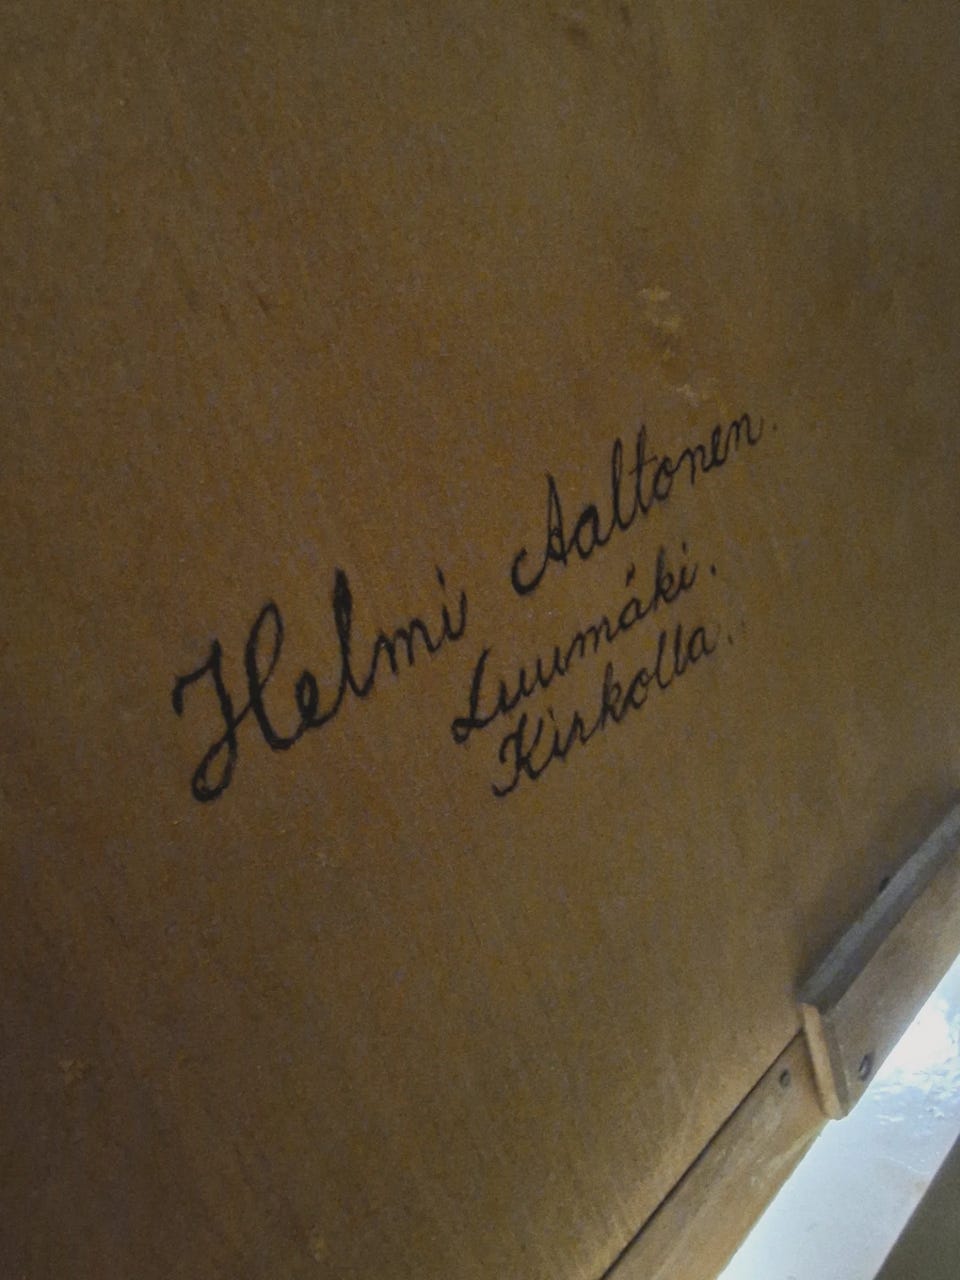 Helmi Aaltonen.
Luumäki.
Kirkolla.